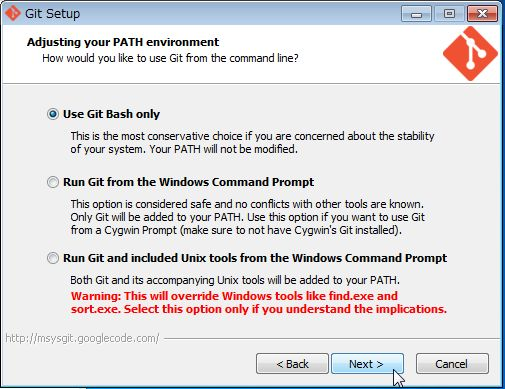 Git Setup
Adjusting your PATH environment
How would you like to use Git from the command line?
Use Git Bash only
This is the most conservative choice if you are concerned about the stability
of your system. Your PATH will not be modified.
Run Git from the Windows Command Prompt
This option is considered safe and no conflicts with other tools are known.
Only Git will be added to your PATH. Use this option if you want to use Git
from a Cygwin Prompt (make sure to not have Cygwin's Git installed).
Run Git and included Unix tools from the Windows Command Prompt
Both Git and its accompanying Unix tools will be added to your PATH.
Warning: This will override Windows tools like find.exe and
sort.exe. Select this option only if you understand the implications.
http://msysgit.googlecode.com/
< Back
Next >
Cancel